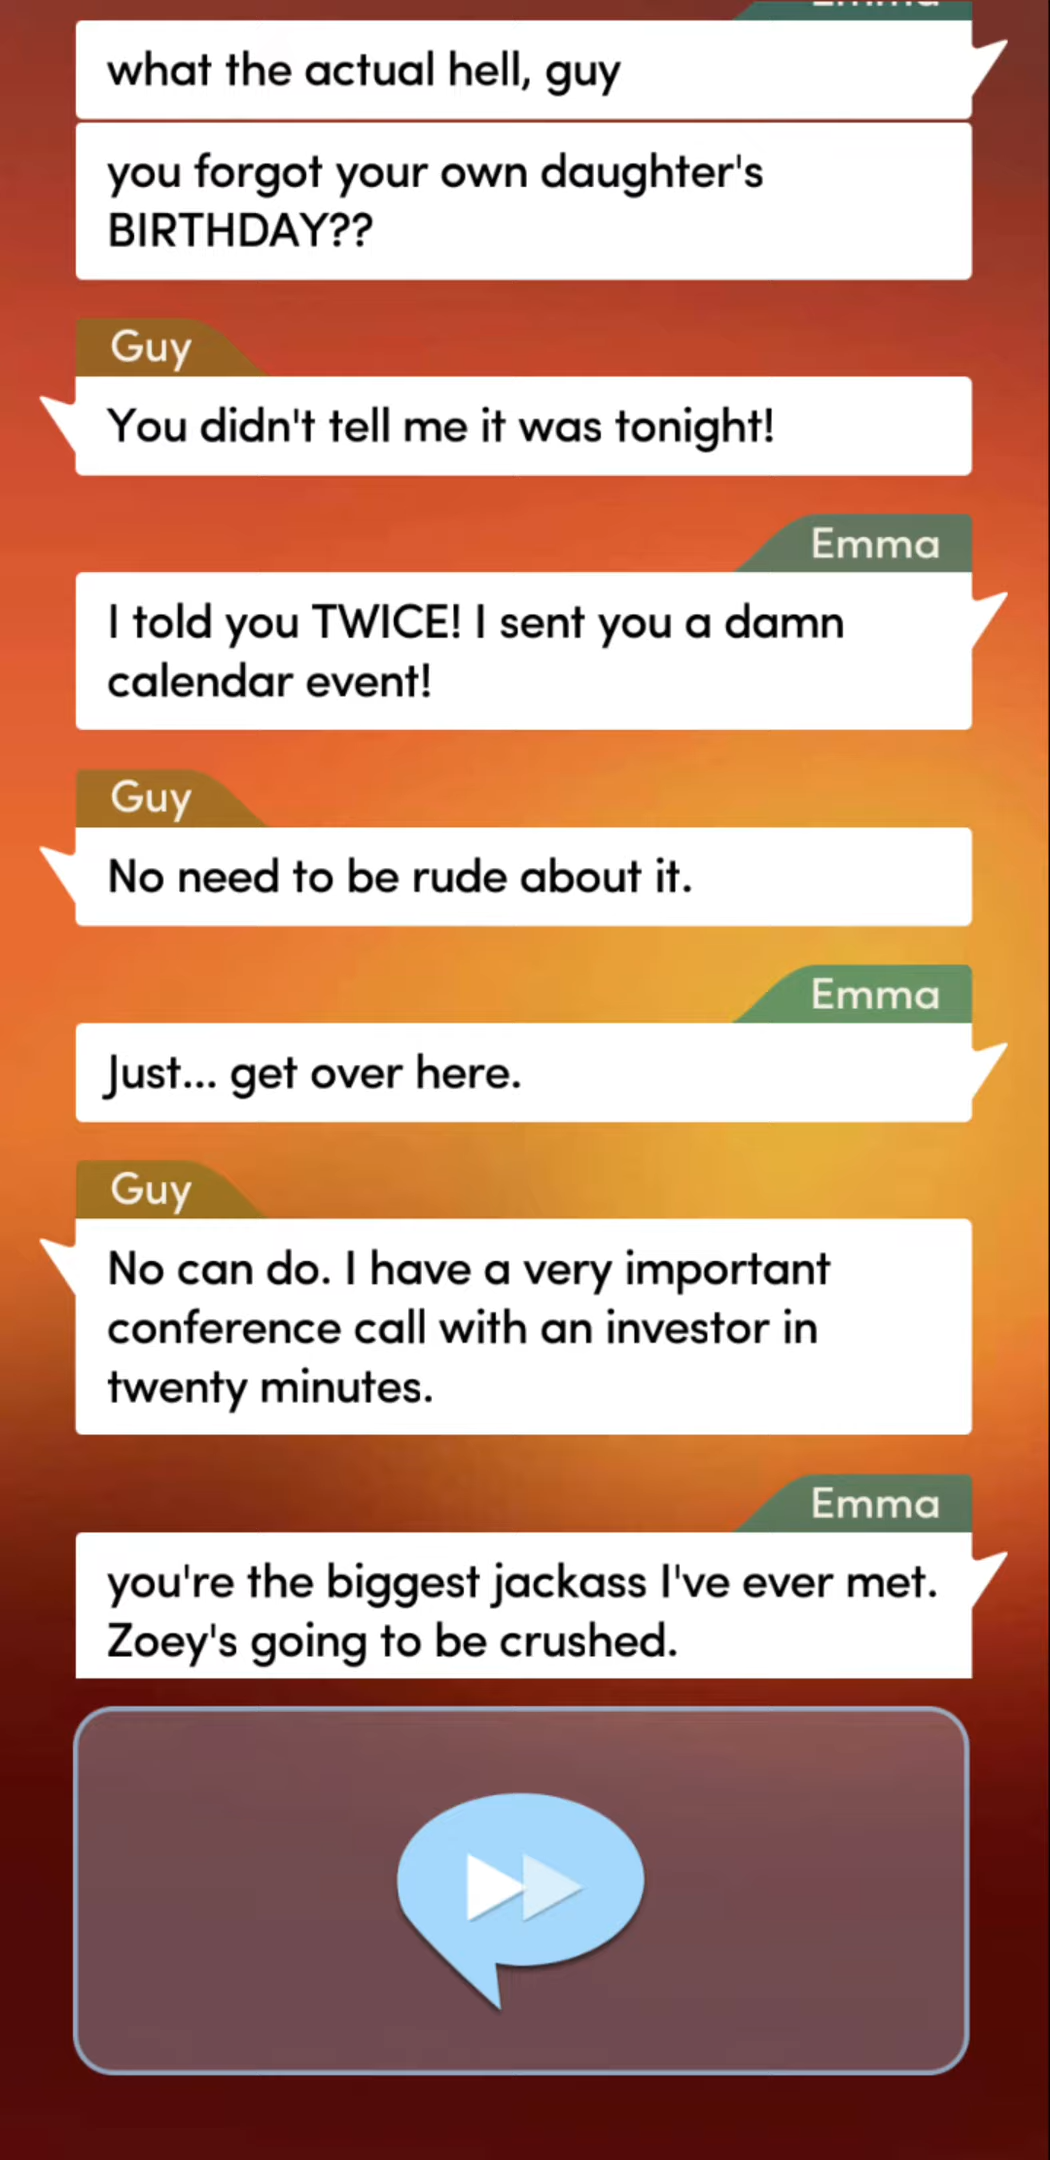 Emma
what the actual hell, guy
you forgot your own daughter's
BIRTHDAY??
Guy
You didn't tell me it was tonight!
Emma
I told you TWICE! I sent you a damn
calendar event!
Guy
No need to be rude about it.
Emma
Just... get over here.
Guy
No can do. I have a very important
conference call with an investor in
twenty minutes.
Emma
you're the biggest jackass I've ever met.
Zoey's going to be crushed.